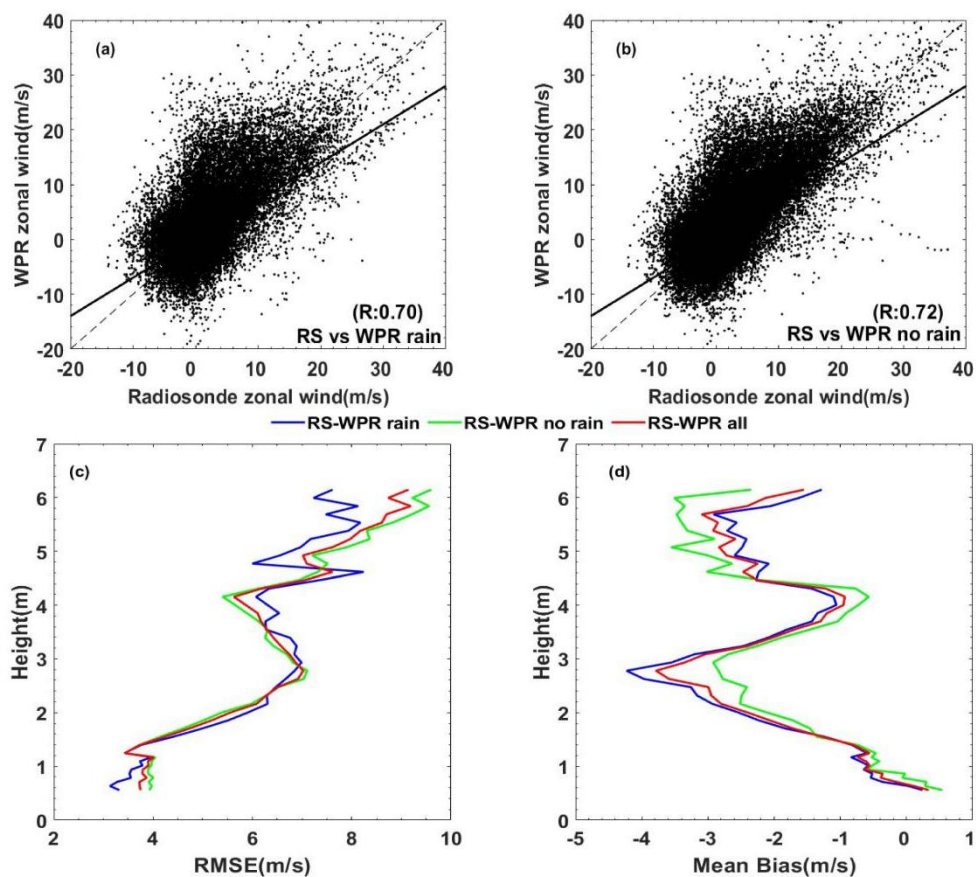 (a)
WPR zonal wind(m/s)
40
30
20
10
0
-10
-20
(R:0.70)
RS vs WPR rain
-20 -10 0 10 20 30 40
Radiosonde zonal wind(m/s)
(b)
WPR zonal wind(m/s)
40
30
20
10
0
-10
-20
(R:0.72)
RS vs WPR no rain
-20 -10 0 10 20 30 40
Radiosonde zonal wind(m/s)
RS-WPR rain RS-WPR no rain RS-WPR all
(c)
Height(m)
7
6
5
4
3
2
1
0
2 4 6 8 10
RMSE(m/s)
(d)
Height(m)
7
6
5
4
3
2
1
0
-5 -4 -3 -2 -1 0 1
Mean Bias(m/s)